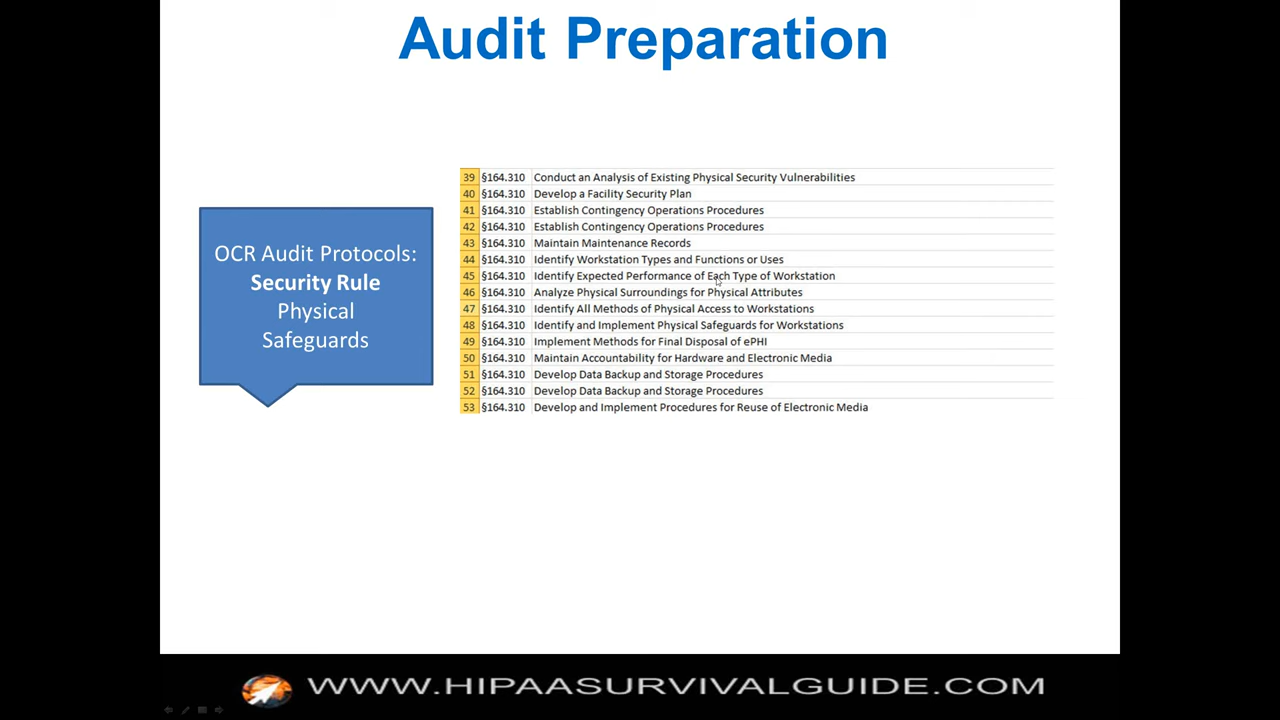 Audit Preparation
OCR Audit Protocols:
Security Rule
Physical
Safeguards
39 §164.310 Conduct an Analysis of Existing Physical Security Vulnerabilities
40 §164.310 Develop a Facility Security Plan
41 §164.310 Establish Contingency Operations Procedures
42 §164.310 Establish Contingency Operations Procedures
43 §164.310 Maintain Maintenance Records
44 §164.310 Identify Workstation Types and Functions or Uses
45 §164.310 Identify Expected Performance of Each Type of Workstation
46 §164.310 Analyze Physical Surroundings for Physical Attributes
47 §164.310 Identify All Methods of Physical Access to Workstations
48 §164.310 Identify and Implement Physical Safeguards for Workstations
49 §164.310 Implement Methods for Final Disposal of ePHI
50 §164.310 Maintain Accountability for Hardware and Electronic Media
51 §164.310 Develop Data Backup and Storage Procedures
52 §164.310 Develop Data Backup and Storage Procedures
53 §164.310 Develop and Implement Procedures for Reuse of Electronic Media
WWW.HIPAASURVIVALGUIDE.COM